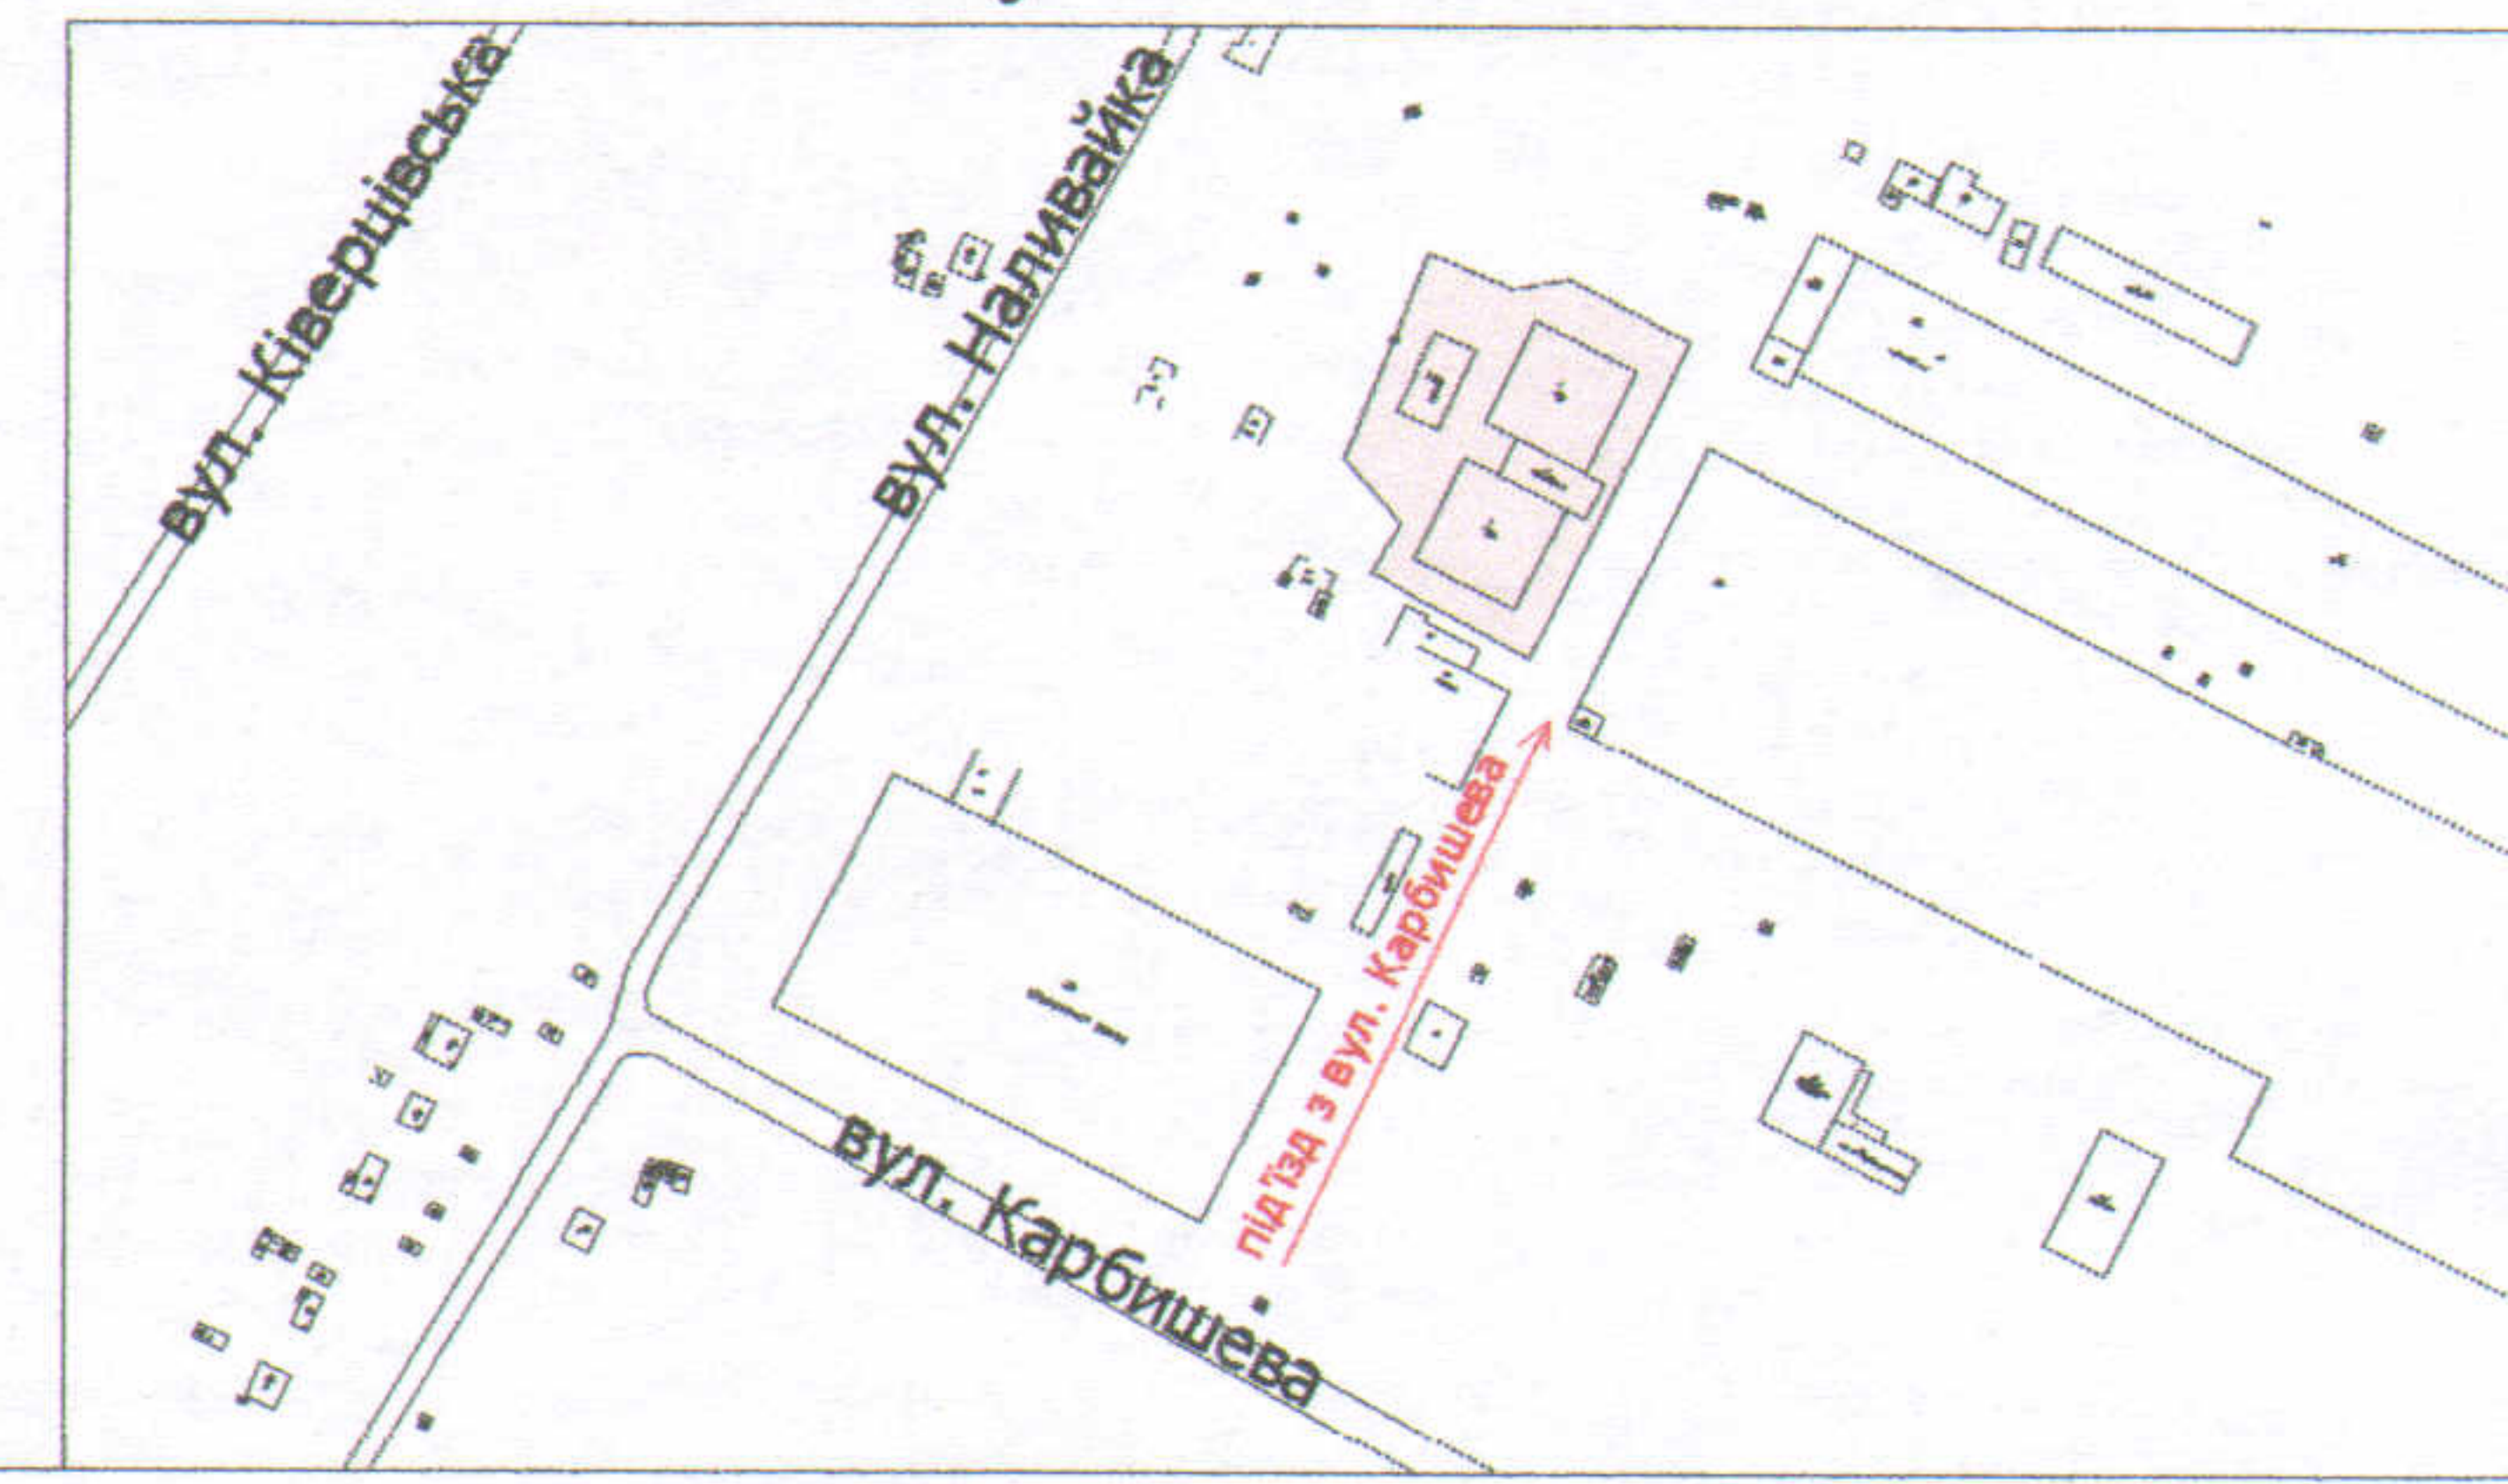 вул. Ківерцівська
вул. Наливайка
під'їзд з вул. Карбишева
вул. Карбишева